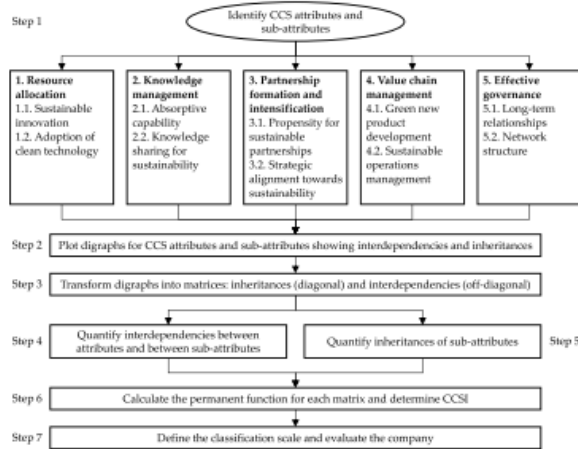 Step 1
Identify CCS attributes and
sub-attributes
1. Resource
allocation
1.1. Sustainable
innovation
1.2. Adoption of
clean technology
2. Knowledge
management
2.1. Absorptive
capability
2.2. Knowledge
sharing for
sustainability
3. Partnership
formation and
intensification
3.1. Propensity for
sustainable
partnerships
3.2. Strategic
alignment towards
sustainability
4. Value chain
management
4.1. Green new
product
development
4.2. Sustainable
operations
management
5. Effective
governance
5.1. Long-term
relationships
5.2. Network
structure
Step 2
Plot digraphs for CCS attributes and sub-attributes showing interdependencies and inheritances
Step 3
Transform digraphs into matrices: inheritances (diagonal) and interdependencies (off-diagonal)
Step 4
Quantify interdependencies between
attributes and between sub-attributes
Quantify inheritances of sub-attributes
Step 5
Step 6
Calculate the permanent function for each matrix and determine CCSI
Step 7
Define the classification scale and evaluate the company